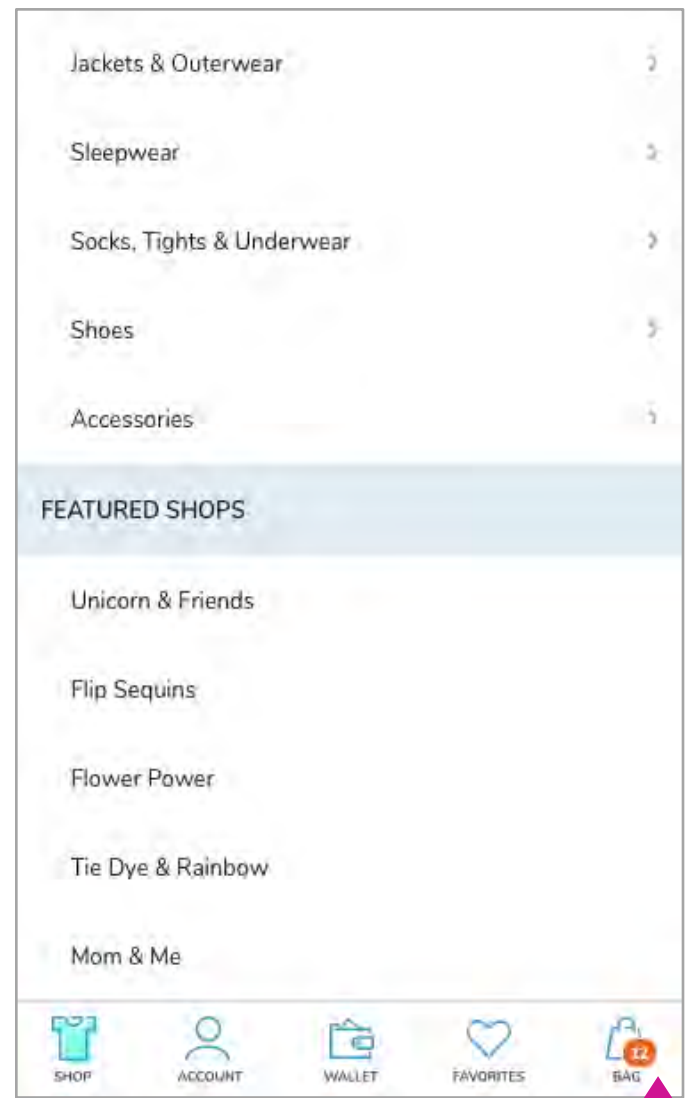 Jackets & Outerwear
Sleepwear
Socks, Tights & Underwear
Shoes
Accessories
FEATURED SHOPS
Unicorn & Friends
Flip Sequins
Flower Power
Tie Dye & Rainbow
Mom & Me
12
SHOP ACCOUNT WALLET FAVORITES BAG